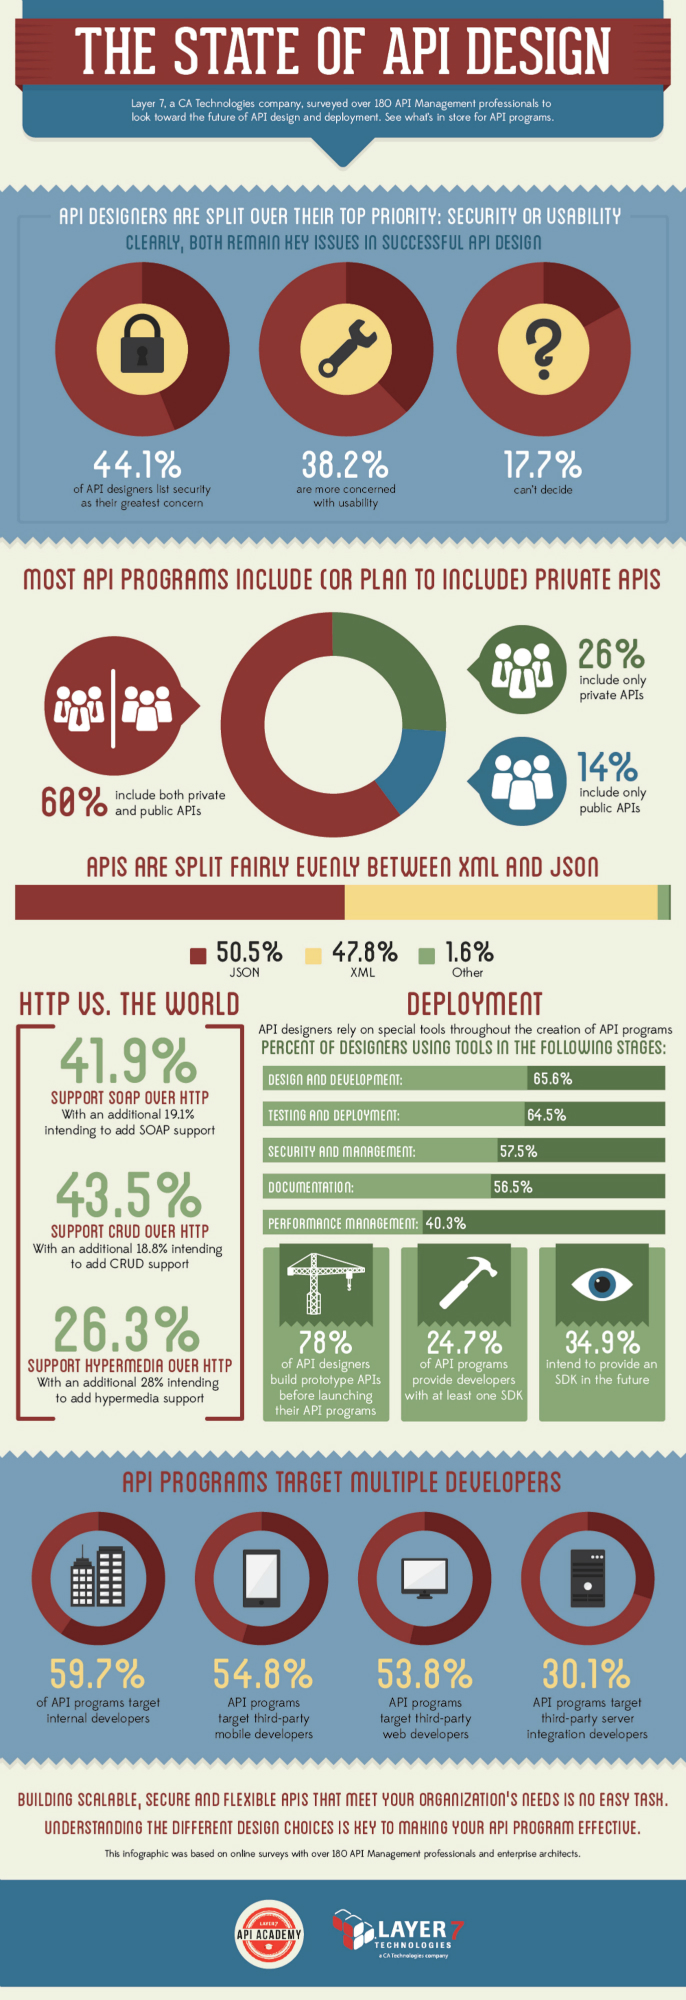 THE STATE OF API DESIGN
Layer 7, a CA Technologies company, surveyed over 180 API Management professionals to
look toward the future of API design and deployment. See what's in store for API programs.
API DESIGNERS ARE SPLIT OVER THEIR TOP PRIORITY: SECURITY OR USABILITY
CLEARLY, BOTH REMAIN KEY ISSUES IN SUCCESSFUL API DESIGN
44.1%
of API designers list security
as their greatest concern
38.2%
are more concerned
with usability
17.7%
can't decide
MOST API PROGRAMS INCLUDE (OR PLAN TO INCLUDE) PRIVATE APIS
60%
include both private
and public APIs
26%
include only
private APIs
14%
include only
public APIs
APIS ARE SPLIT FAIRLY EVENLY BETWEEN XML AND JSON
50.5%
JSON
47.8%
XML
1.6%
Other
HTTP VS. THE WORLD
41.9%
SUPPORT SOAP OVER HTTP
With an additional 19.1%
intending to add SOAP support
43.5%
SUPPORT CRUD OVER HTTP
With an additional 18.8% intending
to add CRUD support
26.3%
SUPPORT HYPERMEDIA OVER HTTP
With an additional 28% intending
to add hypermedia support
DEPLOYMENT
API designers rely on special tools throughout the creation of API programs
PERCENT OF DESIGNERS USING TOOLS IN THE FOLLOWING STAGES:
DESIGN AND DEVELOPMENT: 65.6%
TESTING AND DEPLOYMENT: 64.5%
SECURITY AND MANAGEMENT: 57.5%
DOCUMENTATION: 56.5%
PERFORMANCE MANAGEMENT: 40.3%
78%
of API designers
build prototype APIs
before launching
their API programs
24.7%
of API programs
provide developers
with at least one SDK
34.9%
intend to provide an
SDK in the future
API PROGRAMS TARGET MULTIPLE DEVELOPERS
59.7%
of API programs target
internal developers
54.8%
API programs
target third-party
mobile developers
53.8%
API programs
target third-party
web developers
30.1%
API programs target
third-party server
integration developers
BUILDING SCALABLE, SECURE AND FLEXIBLE APIS THAT MEET YOUR ORGANIZATION'S NEEDS IS NO EASY TASK.
UNDERSTANDING THE DIFFERENT DESIGN CHOICES IS KEY TO MAKING YOUR API PROGRAM EFFECTIVE.
This infographic was based on online surveys with over 180 API Management professionals and enterprise architects.
LAYER 7
API ACADEMY
LAYER 7
TECHNOLOGIES
a CA Technologies company